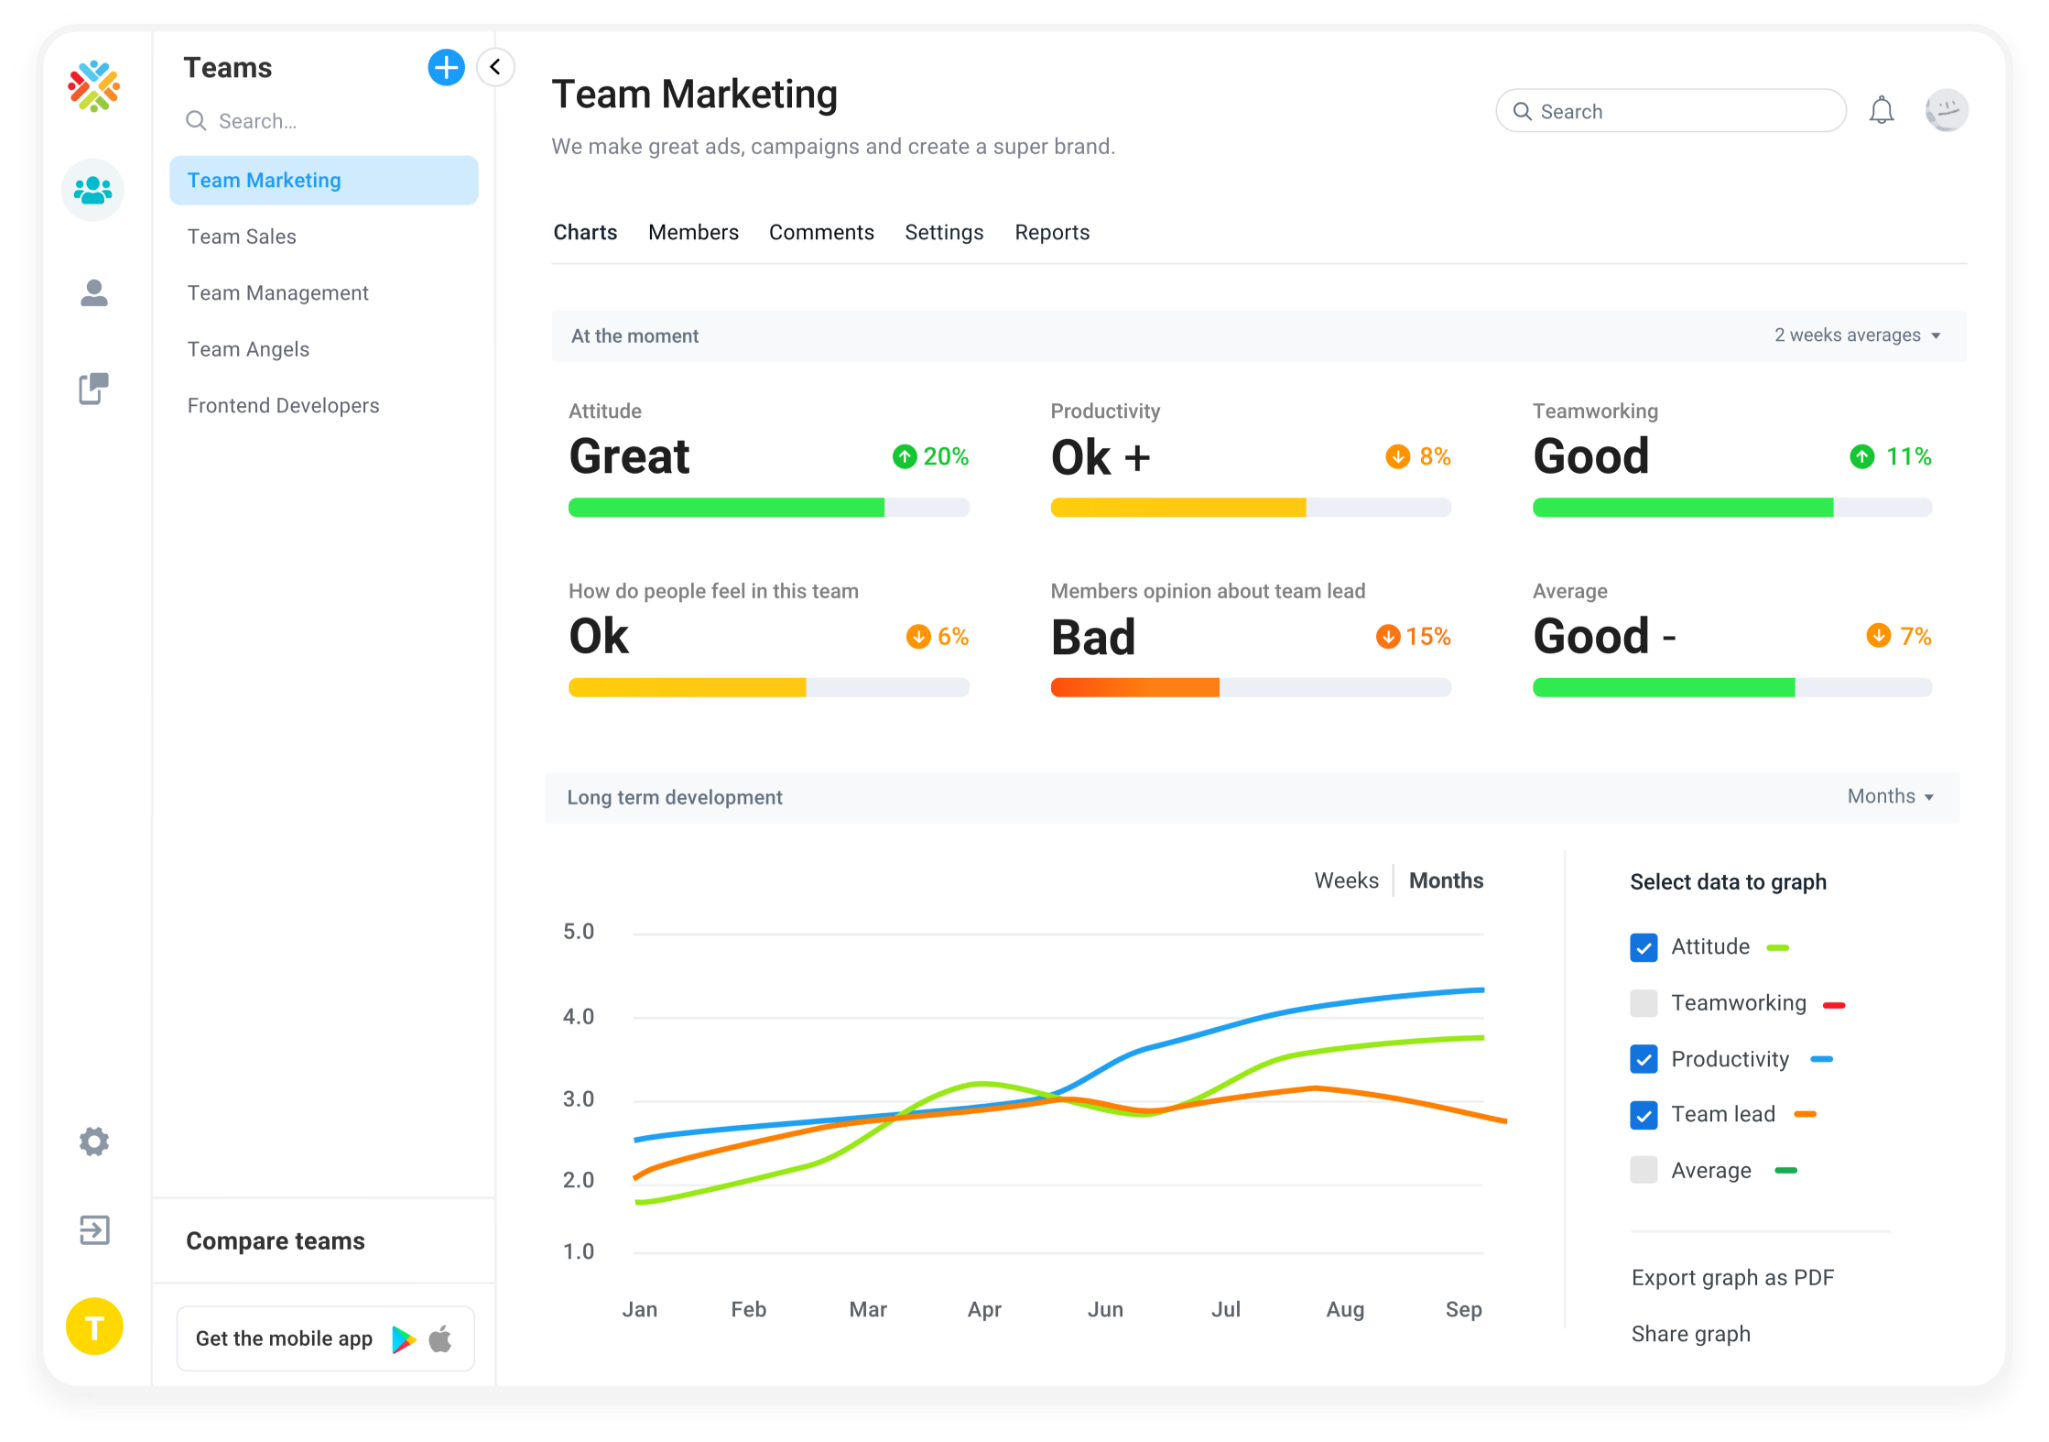 Teams
Search...
Team Marketing
Team Sales
Team Management
Team Angels
Frontend Developers
Compare teams
Get the mobile app
T
Team Marketing
We make great ads, campaigns and create a super brand.
Search
Charts Members Comments Settings Reports
At the moment 2 weeks averages
Attitude
Great 20%
Productivity
Ok + 8%
Teamworking
Good 11%
How do people feel in this team
Ok 6%
Members opinion about team lead
Bad 15%
Average
Good - 7%
Long term development Months
Weeks Months
5.0
4.0
3.0
2.0
1.0
Jan Feb Mar Apr Jun Jul Aug Sep
Select data to graph
Attitude
Teamworking
Productivity
Team lead
Average
Export graph as PDF
Share graph